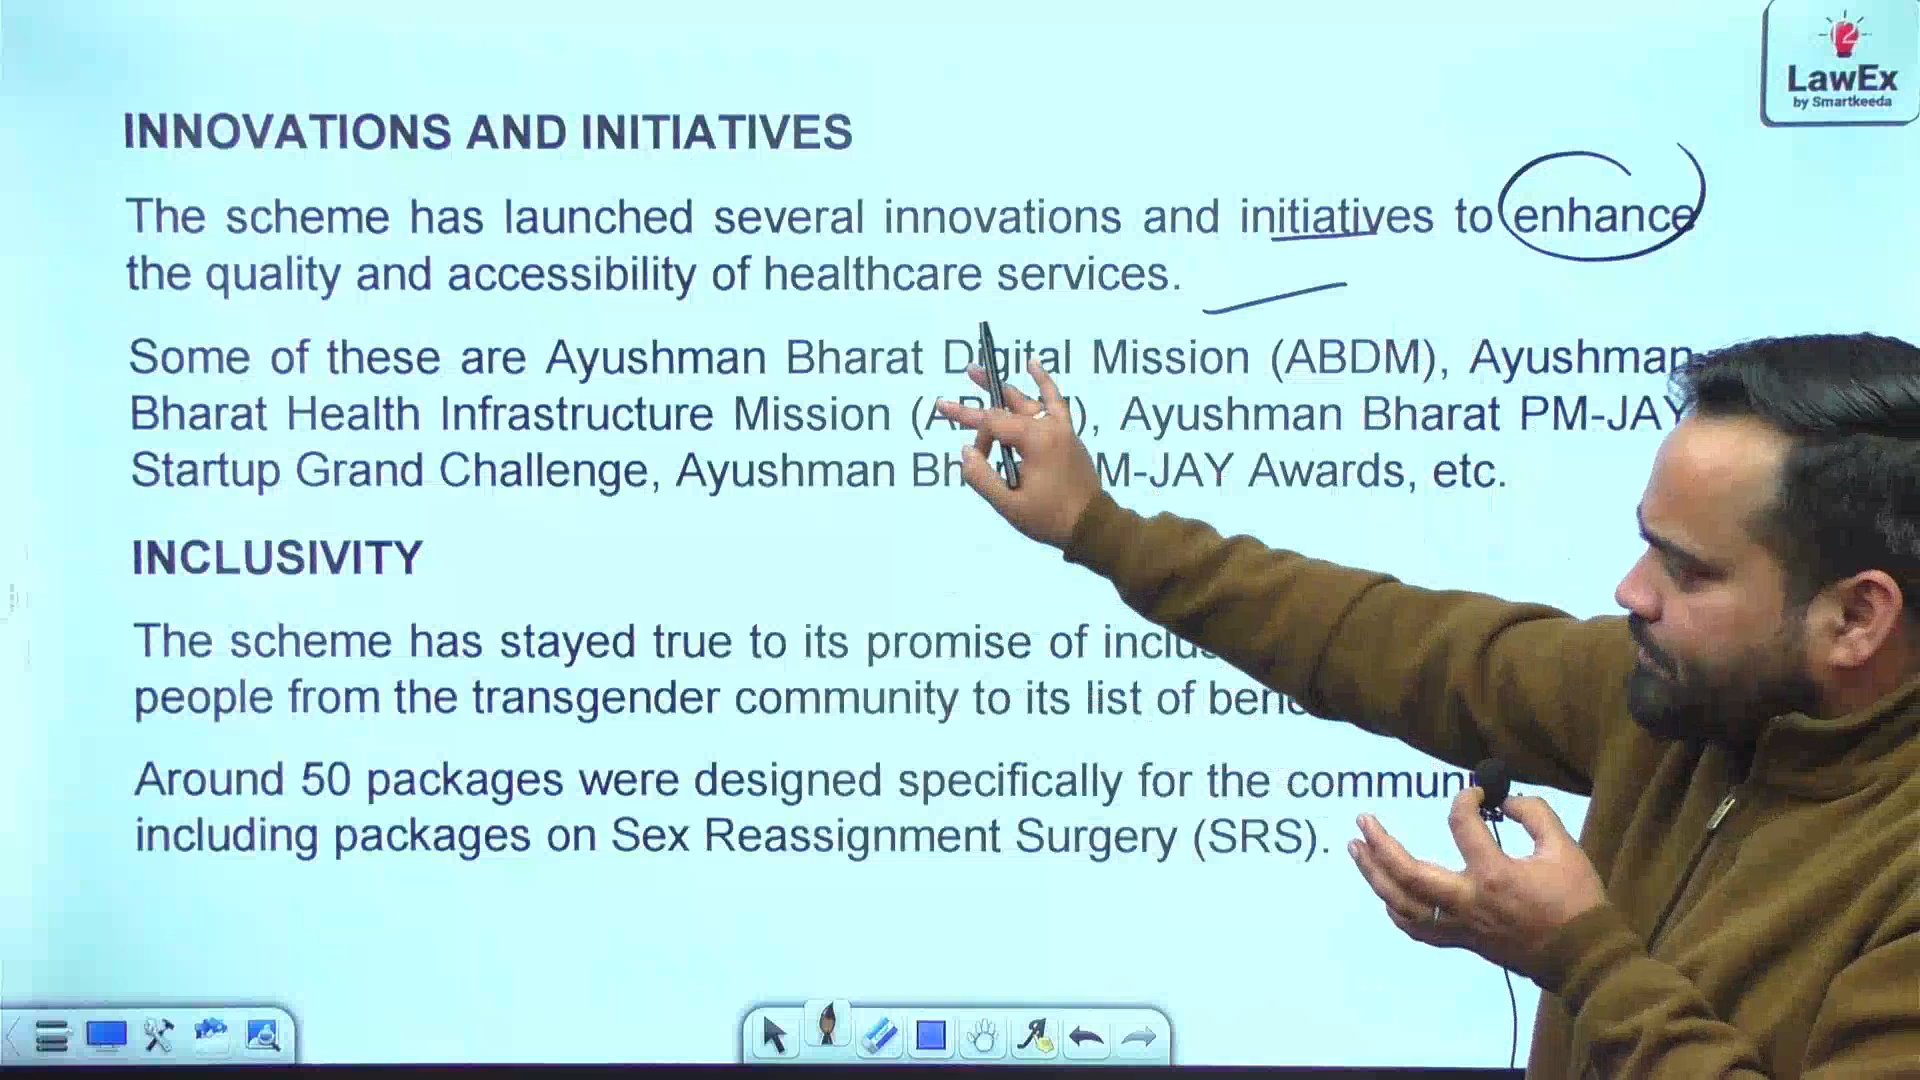 LawEx
by Smartkeeda
INNOVATIONS AND INITIATIVES
The scheme has launched several innovations and initiatives to enhance
the quality and accessibility of healthcare services.
Some of these are Ayushman Bharat Digital Mission (ABDM), Ayushman
Bharat Health Infrastructure Mission ( ), Ayushman Bharat PM-JAY
Startup Grand Challenge, Ayushman M-JAY Awards, etc.
INCLUSIVITY
The scheme has stayed true to its promise of
people from the transgender community to its list of
Around 50 packages were designed specifically for the
including packages on Sex Reassignment Surgery (SRS).